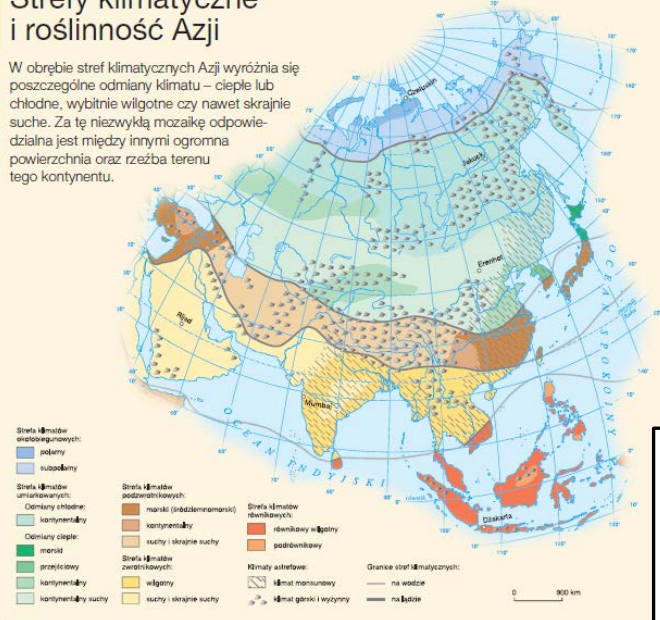 Strefy klimatyczne
i roślinność Azji
W obrębie stref klimatycznych Azji wyróżnia się
poszczególne odmiany klimatu – ciepłe lub
chłodne, wybitnie wilgotne czy nawet skrajnie
suche. Za tę niezwykłą mozaikę odpowie-
dzialna jest między innymi ogromna
powierzchnia oraz rzeźba terenu
tego kontynentu.
Czeluskin
Jakuck
Erenhot
Rijad
Mumbaj
Dżakarta
OCEAN SPOKOJNY
OCEAN INDYJSKI
równik
Strefa klimatów
okołobiegunowych:
polarny
subpolarny
Strefa klimatów
umiarkowanych:
Odmiany chłodne:
kontynentalny
Odmiany ciepłe:
morski
przejściowy
kontynentalny
kontynentalny suchy
Strefa klimatów
podzwrotnikowych:
morski (śródziemnomorski)
kontynentalny
suchy i skrajnie suchy
Strefa klimatów
zwrotnikowych:
wilgotny
suchy i skrajnie suchy
Strefa klimatów
równikowych:
równikowy wilgotny
podrównikowy
Klimaty astrefowe:
klimat monsunowy
klimat górski i wyżynny
Granice stref klimatycznych:
na wodzie
na lądzie
0 900 km